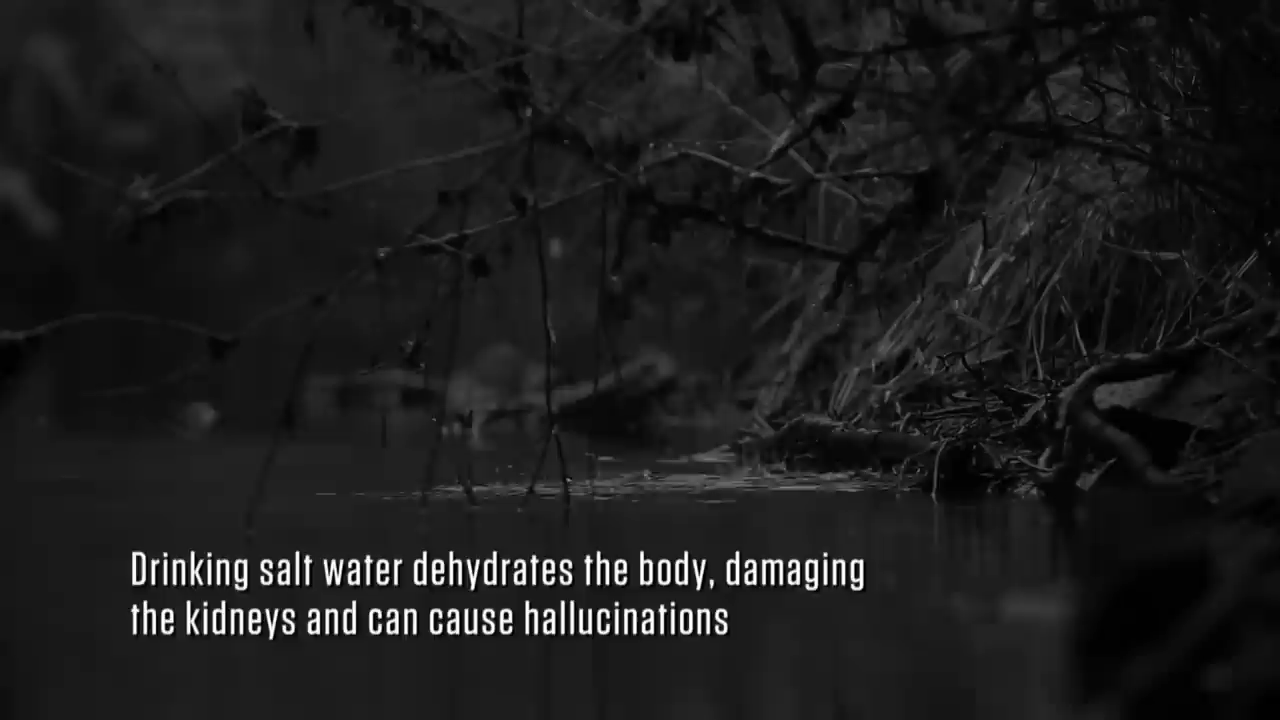 Drinking salt water dehydrates the body, damaging
the kidneys and can cause hallucinations